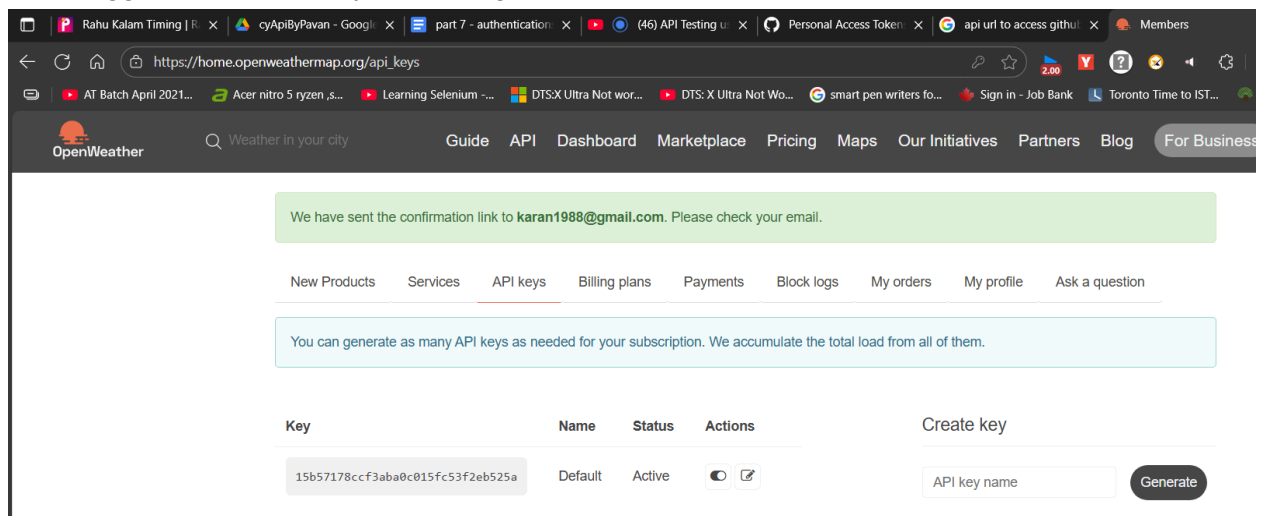 Rahu Kalam Timing | R
cyApiByPavan - Google
part 7 - authentication
(46) API Testing u
Personal Access Token
api url to access github
Members
https://home.openweathermap.org/api_keys
2.00
AT Batch April 2021...
Acer nitro 5 ryzen ,s...
Learning Selenium -...
DTS:X Ultra Not wor...
DTS: X Ultra Not Wo...
smart pen writers fo...
Sign in - Job Bank
Toronto Time to IST...
OpenWeather
Weather in your city
Guide
API
Dashboard
Marketplace
Pricing
Maps
Our Initiatives
Partners
Blog
For Business
We have sent the confirmation link to karan1988@gmail.com. Please check your email.
New Products
Services
API keys
Billing plans
Payments
Block logs
My orders
My profile
Ask a question
You can generate as many API keys as needed for your subscription. We accumulate the total load from all of them.
Key
Name
Status
Actions
Create key
15b57178ccf3aba0c015fc53f2eb525a
Default
Active
API key name
Generate